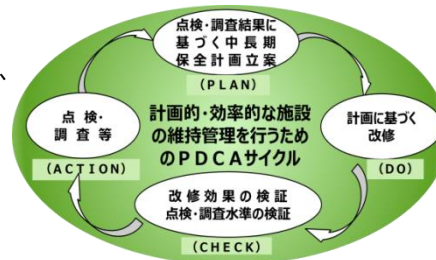 点検・調査結果に
基づく中長期
保全計画立案
(PLAN)
、
点検・
調査等
(ACTION)
計画的・効率的な施設
の維持管理を行うため
のPDCAサイクル
計画に基づく
改修
(DO)
改修効果の検証
点検・調査水準の検証
(CHECK)